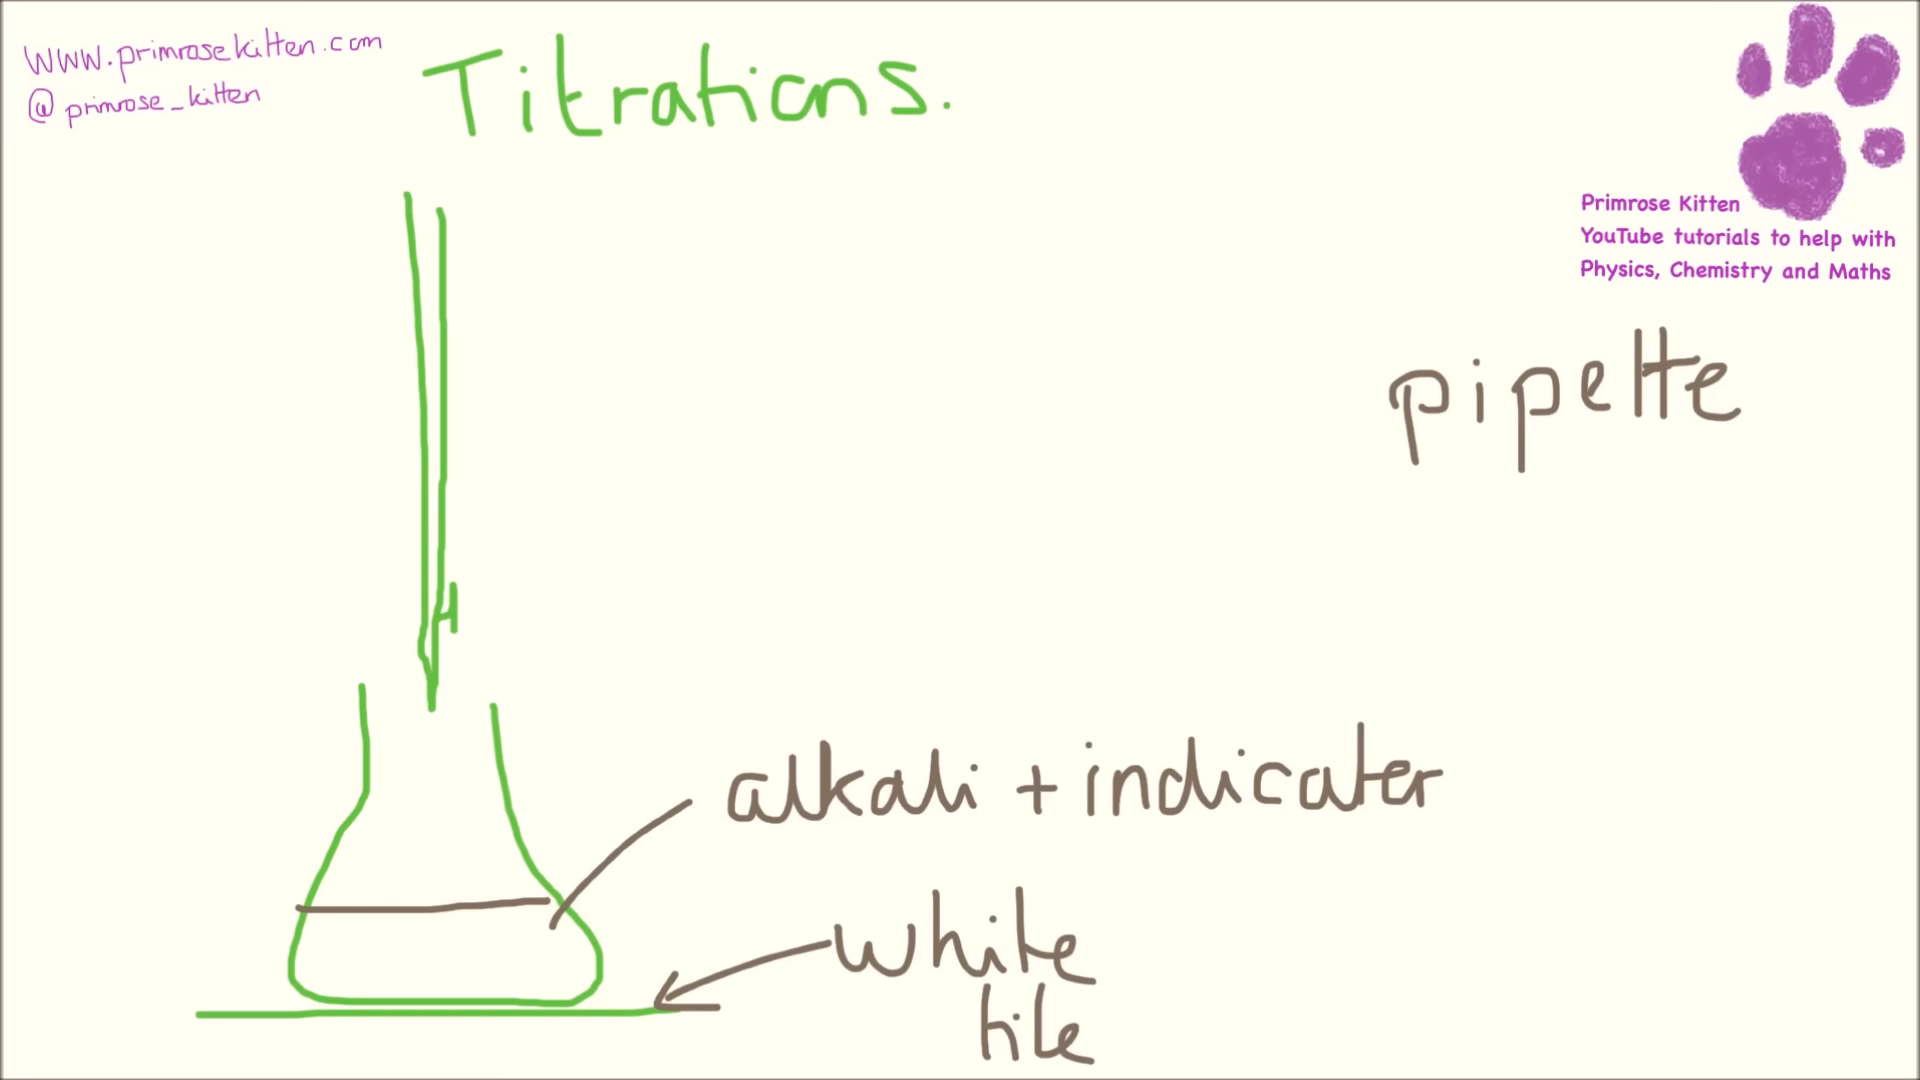 www.primrosekitten.com
@primrose_kitten
Titrations.
Primrose Kitten
YouTube tutorials to help with
Physics, Chemistry and Maths
pipette
alkali + indicater
white
tile